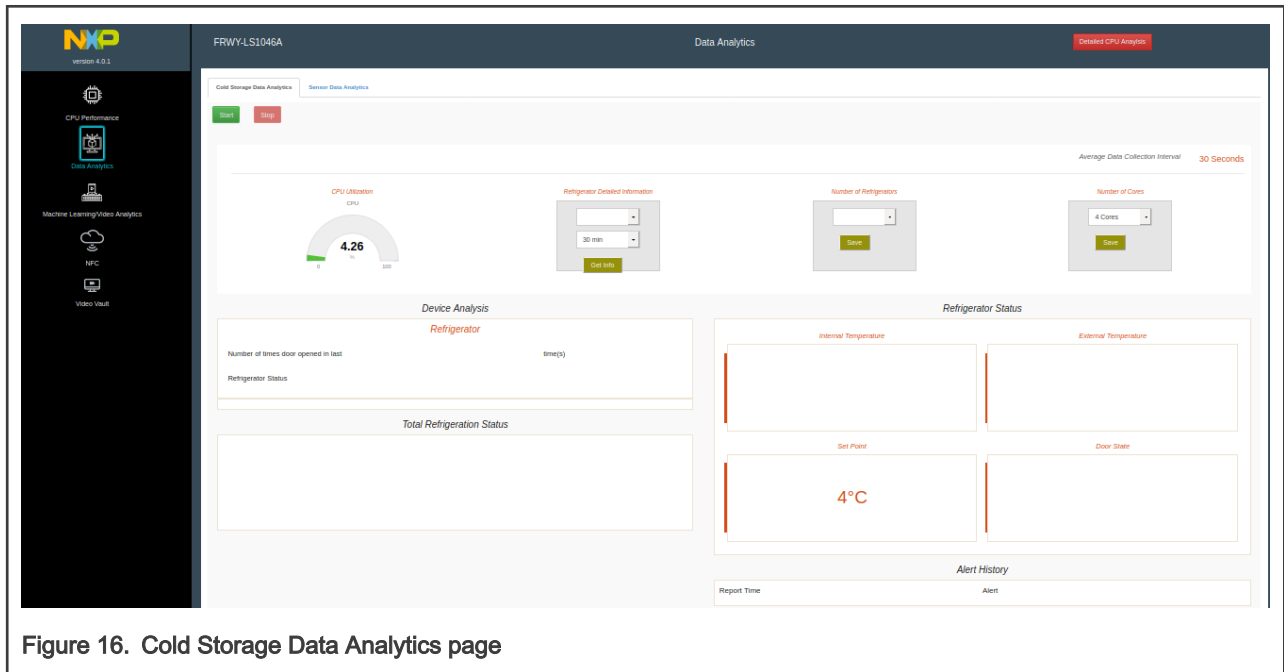 NXP
version 4.0.1
CPU Performance
Data Analytics
Machine Learning/Video Analytics
NFC
Video Vault
FRWY-LS1046A
Data Analytics
Detailed CPU Anaylsis
Cold Storage Data Analytics
Sensor Data Analytics
Start
Stop
Average Data Collection Interval
30 Seconds
CPU Utilization
CPU
4.26
%
0
100
Refrigerator Detailed Information
30 min
Get Info
Number of Refrigerators
Save
Number of Cores
4 Cores
Save
Device Analysis
Refrigerator
Number of times door opened in last
time(s)
Refrigerator Status
Total Refrigeration Status
Refrigerator Status
Internal Temperature
External Temperature
Set Point
Door State
4°C
Alert History
Report Time
Alert
Figure 16. Cold Storage Data Analytics page